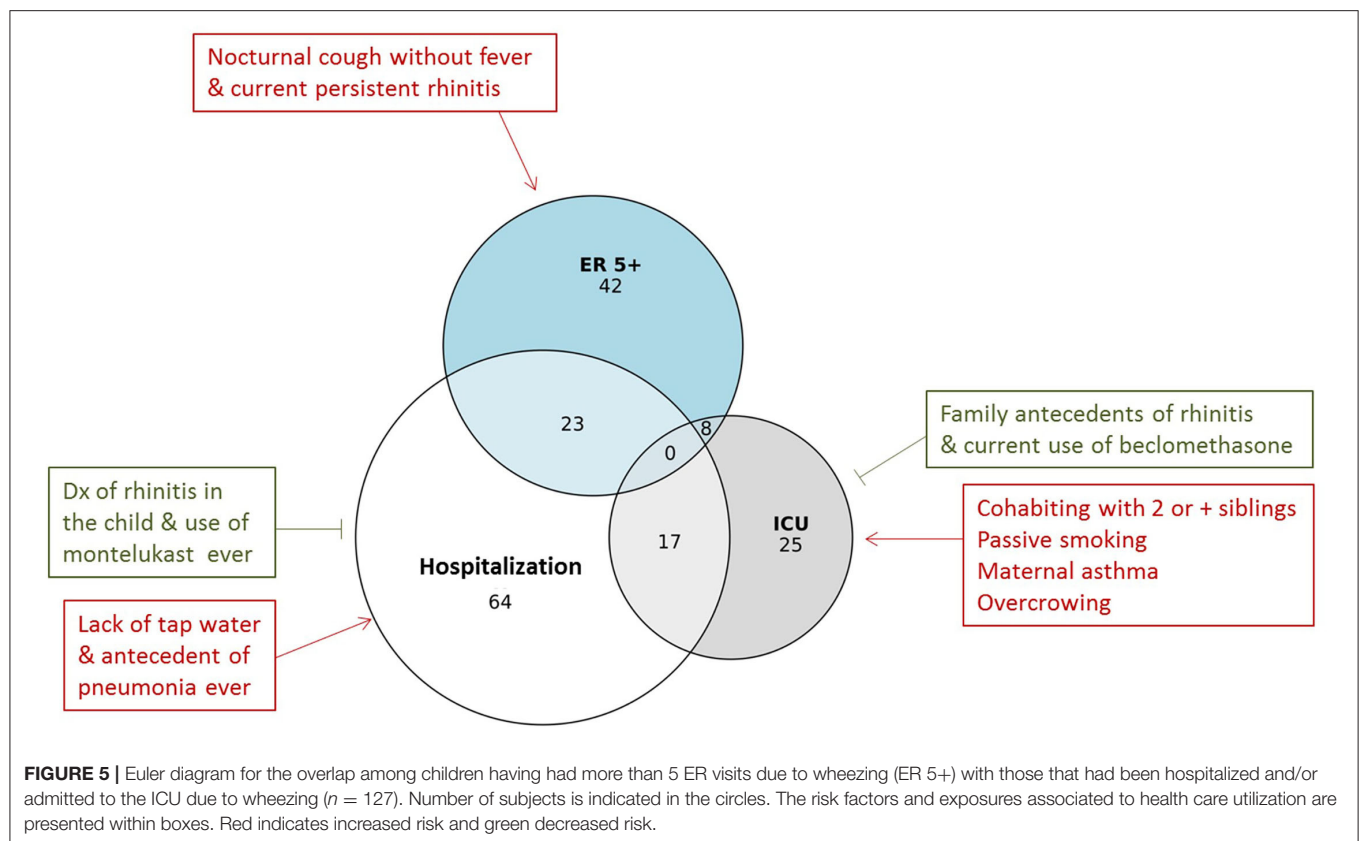 Nocturnal cough without fever
& current persistent rhinitis
ER 5+
42
23
8
0
Family antecedents of rhinitis
& current use of beclomethasone
Dx of rhinitis in
the child & use of
montelukast ever
ICU
25
17
Cohabiting with 2 or + siblings
Passive smoking
Maternal asthma
Overcrowing
Hospitalization
64
Lack of tap water
& antecedent of
pneumonia ever
FIGURE 5 | Euler diagram for the overlap among children having had more than 5 ER visits due to wheezing (ER 5+) with those that had been hospitalized and/or
admitted to the ICU due to wheezing (n = 127). Number of subjects is indicated in the circles. The risk factors and exposures associated to health care utilization are
presented within boxes. Red indicates increased risk and green decreased risk.